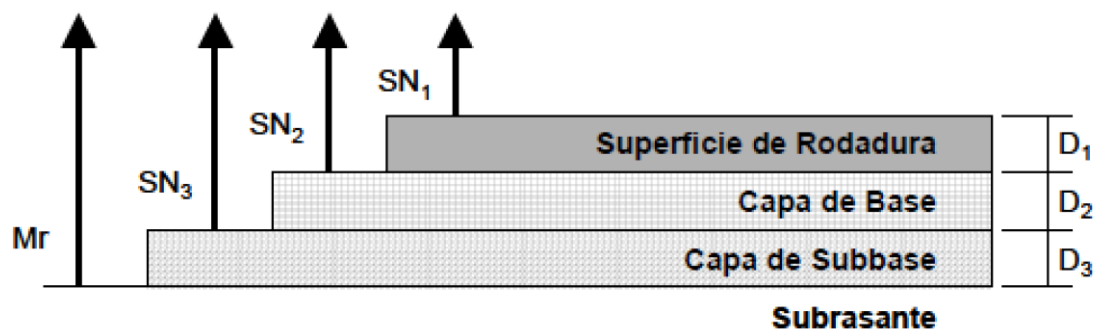 SN₁
Superficie de Rodadura D₁
SN₂
Capa de Base D₂
SN₃
Mr
Capa de Subbase D₃
Subrasante